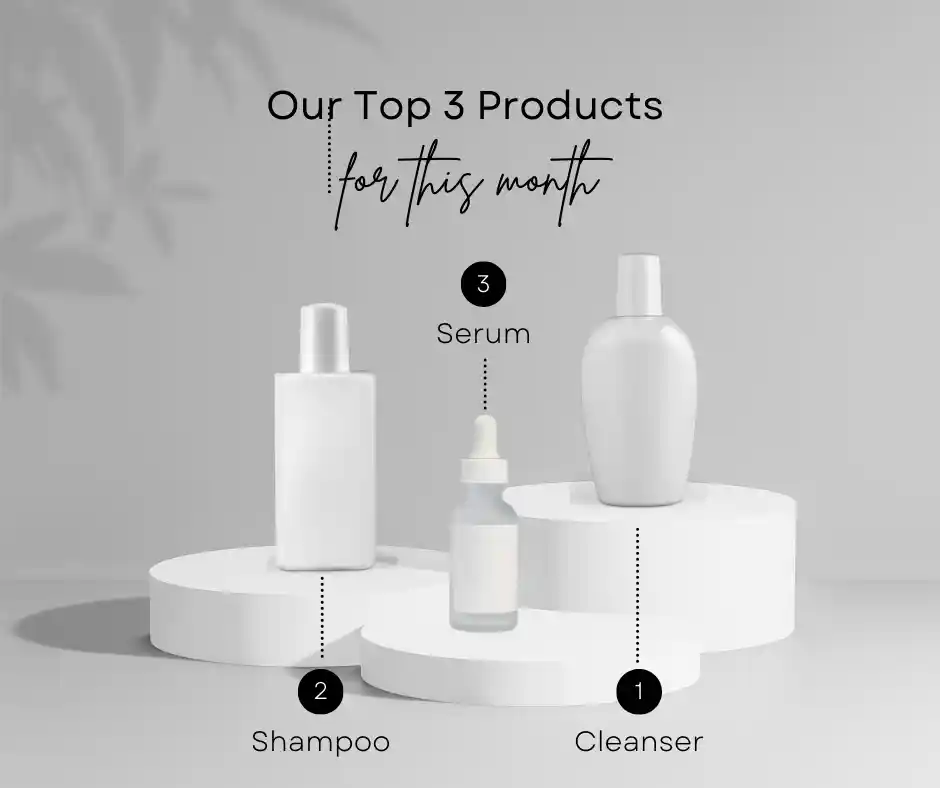 Our Top 3 Products
for this month
3
Serum
2
Shampoo
1
Cleanser